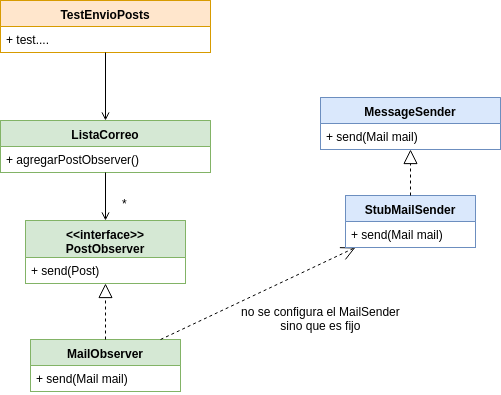 TestEnvioPosts
+ test....
ListaCorreo
+ agregarPostObserver()
*
<<interface>>
PostObserver
+ send(Post)
MailObserver
+ send(Mail mail)
MessageSender
+ send(Mail mail)
StubMailSender
+ send(Mail mail)
no se configura el MailSender
sino que es fijo